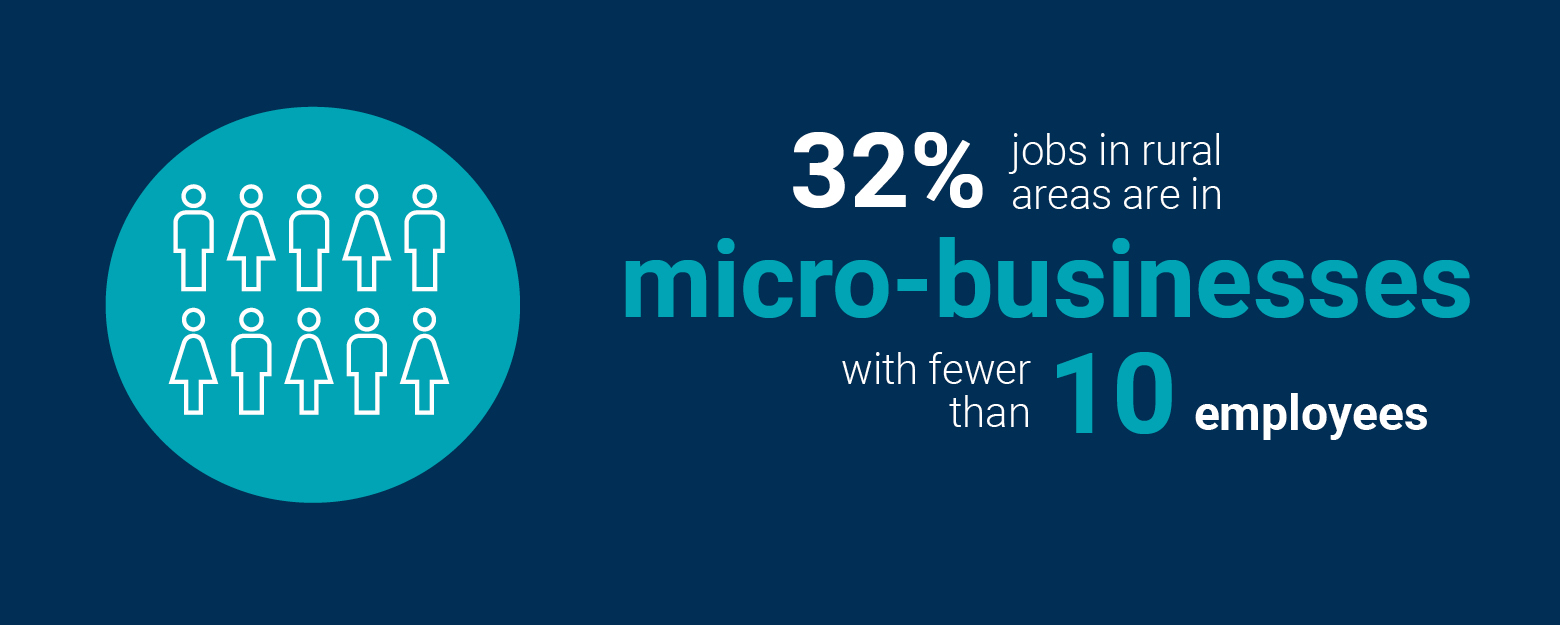 32% jobs in rural
areas are in
micro-businesses
with fewer
than 10 employees